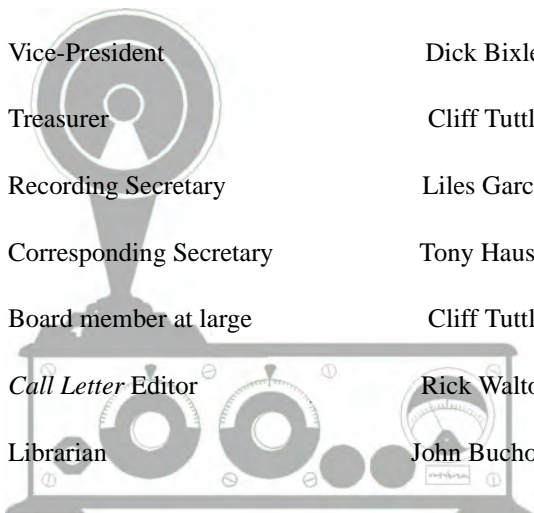 Vice-President Dick Bixle
Treasurer Cliff Tuttl
Recording Secretary Liles Garc
Corresponding Secretary Tony Haus
Board member at large Cliff Tuttl
Call Letter Editor Rick Walto
Librarian John Bucho